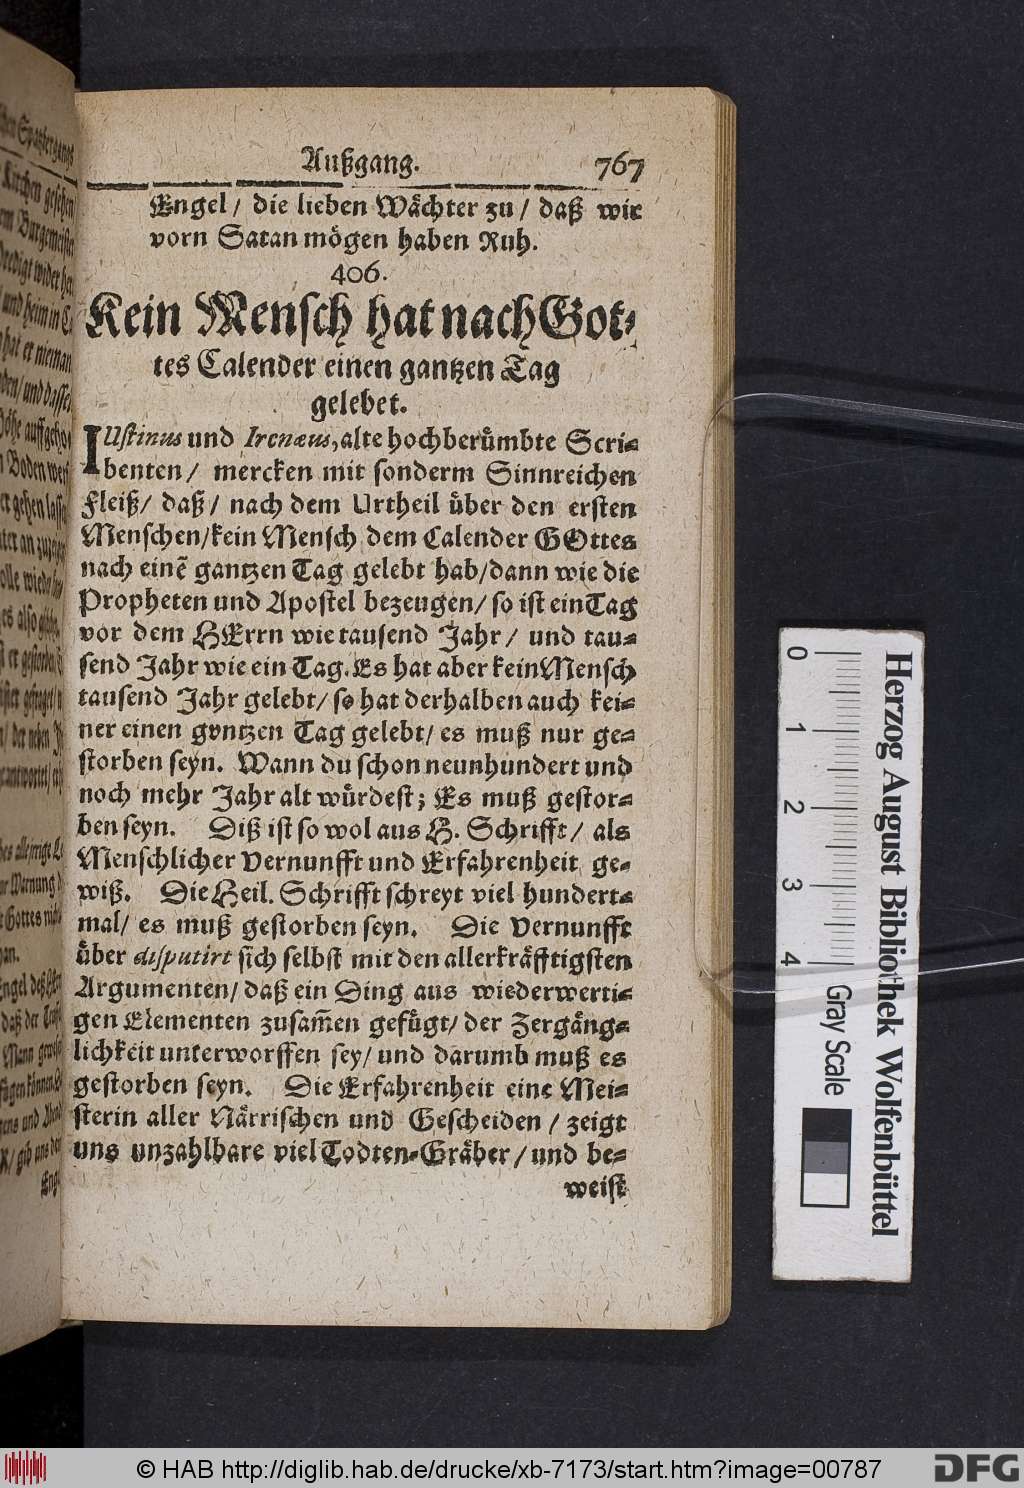 Außgang. 767
Engel / die lieben Wächter zu / daß wir
vorn Satan mögen haben Ruh.
406.
Kein Mensch hat nach Got-
tes Calender einen gantzen Tag
gelebet.
IUstinus und Irenæus, alte hochberümbte Scri-
benten / mercken mit sonderm Sinnreichen
Fleiß / daß / nach dem Urtheil über den ersten
Menschen / kein Mensch dem Calender GOttes
nach einẽ gantzen Tag gelebt hab / dann wie die
Propheten und Apostel bezeugen / so ist ein Tag
vor dem HErrn wie tausend Jahr / und tau-
send Jahr wie ein Tag. Es hat aber kein Mensch
tausend Jahr gelebt / so hat derhalben auch kei-
ner einen gvntzen Tag gelebt / es muß nur ge-
storben seyn. Wann du schon neunhundert und
noch mehr Jahr alt würdest; Es muß gestor-
ben seyn. Diß ist so wol aus H. Schrifft / als
Menschlicher Vernunfft und Erfahrenheit ge-
wiß. Die Heil. Schrifft schreyt viel hundert-
mal / es muß gestorben seyn. Die Vernunfft
über disputirt sich selbst mit den allerkräfftigsten
Argumenten / daß ein Ding aus wiederwerti-
gen Elementen zusam̃en gefügt / der Zergäng-
lichkeit unterworffen sey / und darumb muß es
gestorben seyn. Die Erfahrenheit eine Mei-
sterin aller Närrischen und Gescheiden / zeigt
uns unzahlbare viel Todten-Gräber / und be-
weist
0 1 2 3 4
Herzog August Bibliothek Wolfenbüttel
Gray Scale
© HAB http://diglib.hab.de/drucke/xb-7173/start.htm?image=00787
DFG